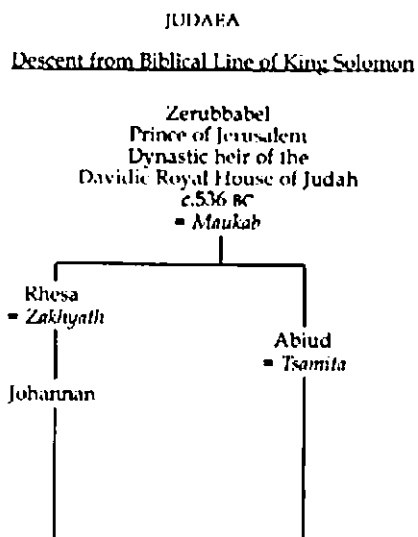 JUDAEA
Descent from Biblical Line of King Solomon
Zerubbabel
Prince of Jerusalem
Dynastic heir of the
Davidic Royal House of Judah
c.536 BC
= Maukab
Rhesa
= Zakhyath
Abiud
= Tsamita
Johannan